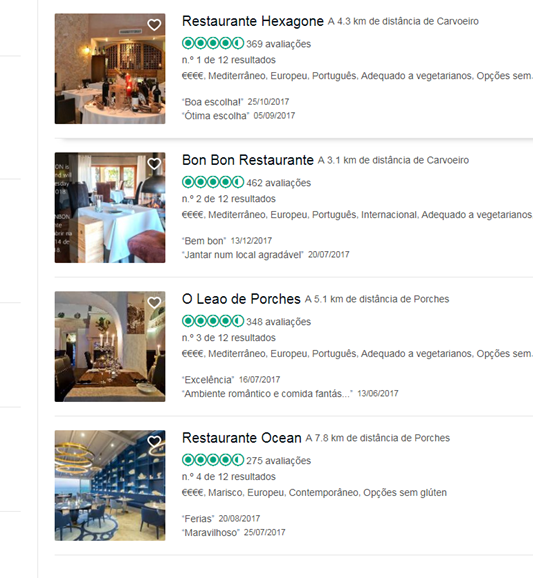 Restaurante Hexagone A 4.3 km de distância de Carvoeiro
369 avaliações
n.º 1 de 12 resultados
€€€€, Mediterrâneo, Europeu, Português, Adequado a vegetarianos, Opções sem
“Boa escolha!” 25/10/2017
“Ótima escolha” 05/09/2017
Bon Bon Restaurante A 3.1 km de distância de Carvoeiro
462 avaliações
n.º 2 de 12 resultados
€€€€, Mediterrâneo, Europeu, Português, Internacional, Adequado a vegetarianos
“Bem bon” 13/12/2017
“Jantar num local agradável” 20/07/2017
O Leao de Porches A 5.1 km de distância de Porches
348 avaliações
n.º 3 de 12 resultados
€€€€, Mediterrâneo, Europeu, Português, Adequado a vegetarianos, Opções sem
“Excelência” 16/07/2017
“Ambiente romântico e comida fantás...” 13/06/2017
Restaurante Ocean A 7.8 km de distância de Porches
275 avaliações
n.º 4 de 12 resultados
€€€€, Marisco, Europeu, Contemporâneo, Opções sem glúten
“Ferias” 20/08/2017
“Maravilhoso” 25/07/2017